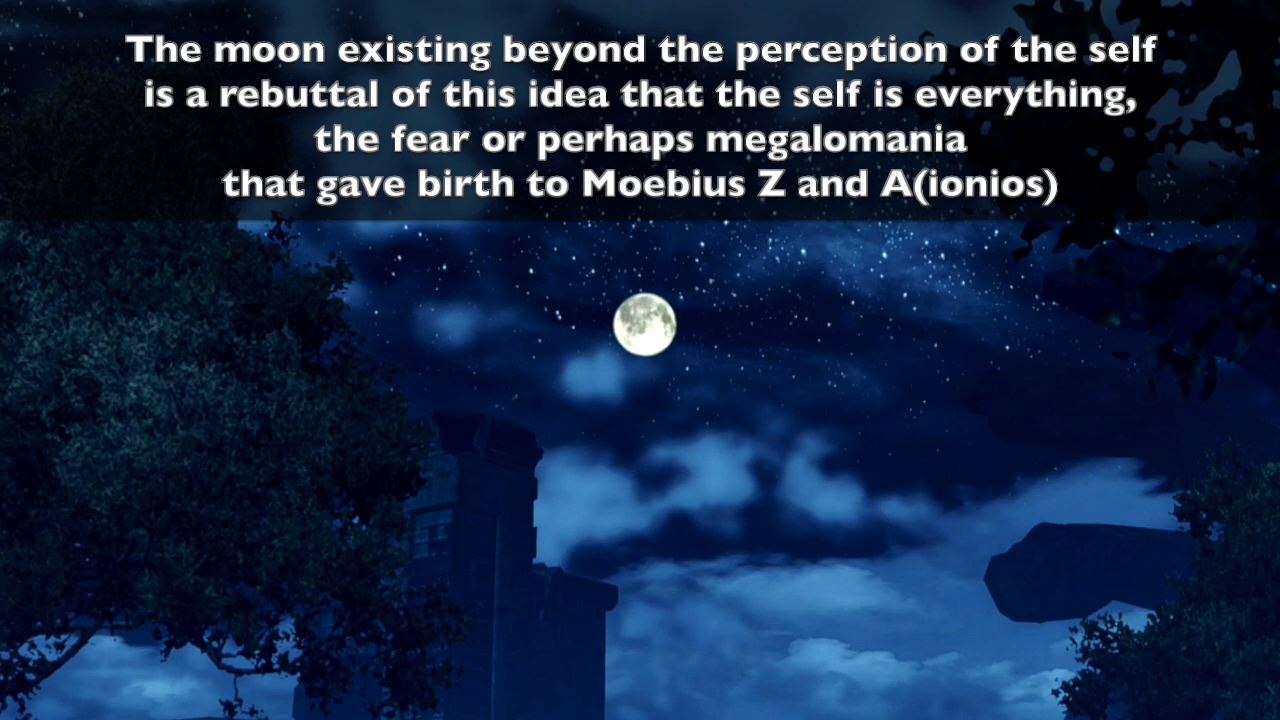 The moon existing beyond the perception of the self
is a rebuttal of this idea that the self is everything,
the fear or perhaps megalomania
that gave birth to Moebius Z and A(ionios)